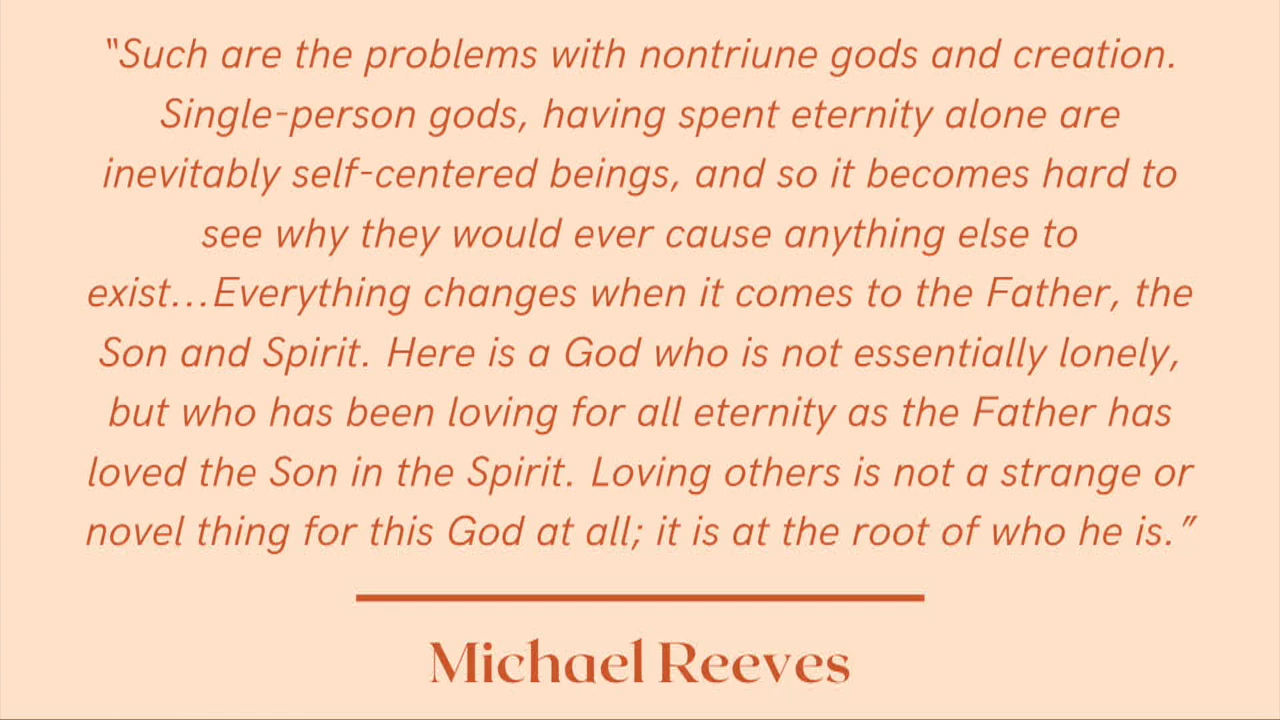 “Such are the problems with nontriune gods and creation.
Single-person gods, having spent eternity alone are
inevitably self-centered beings, and so it becomes hard to
see why they would ever cause anything else to
exist...Everything changes when it comes to the Father, the
Son and Spirit. Here is a God who is not essentially lonely,
but who has been loving for all eternity as the Father has
loved the Son in the Spirit. Loving others is not a strange or
novel thing for this God at all; it is at the root of who he is.”
Michael Reeves